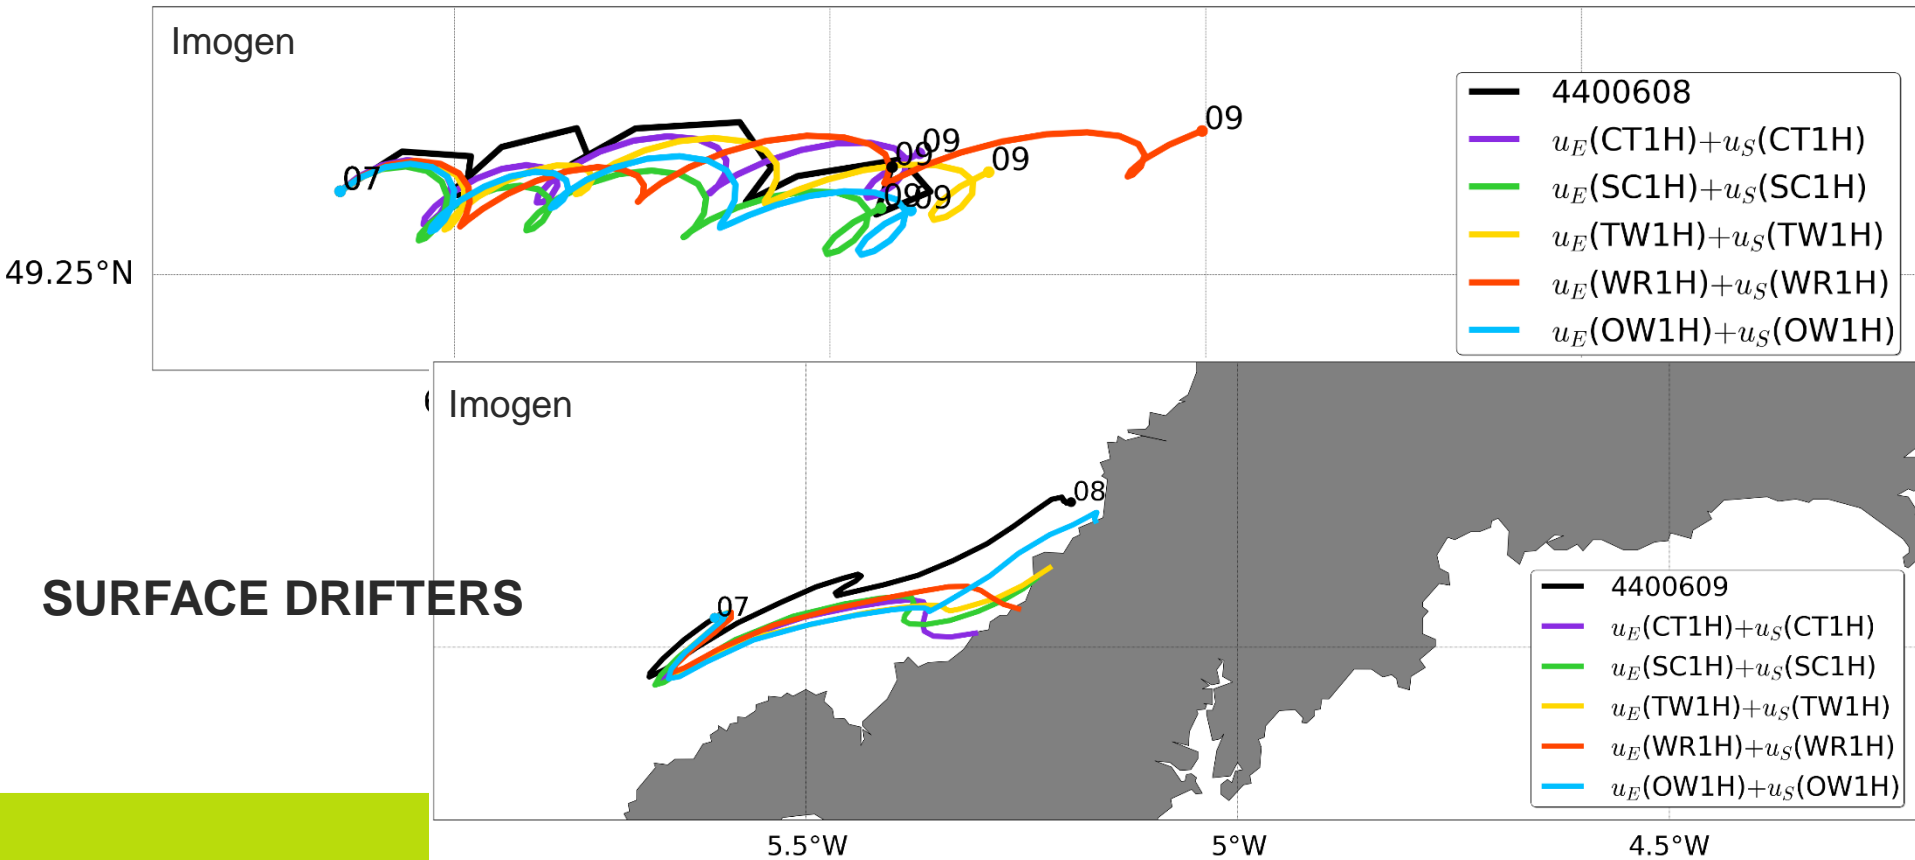 Imogen
09
09
09
09
07
09
09
4400608
u_E(CT1H)+u_S(CT1H)
u_E(SC1H)+u_S(SC1H)
u_E(TW1H)+u_S(TW1H)
u_E(WR1H)+u_S(WR1H)
u_E(OW1H)+u_S(OW1H)
49.25°N
Imogen
08
07
SURFACE DRIFTERS
4400609
u_E(CT1H)+u_S(CT1H)
u_E(SC1H)+u_S(SC1H)
u_E(TW1H)+u_S(TW1H)
u_E(WR1H)+u_S(WR1H)
u_E(OW1H)+u_S(OW1H)
5.5°W
5°W
4.5°W